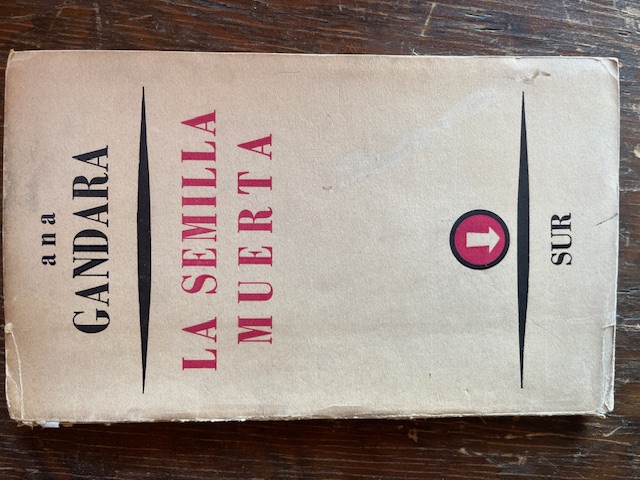 ana
GANDARA
LA SEMILLA
MUERTA
SUR